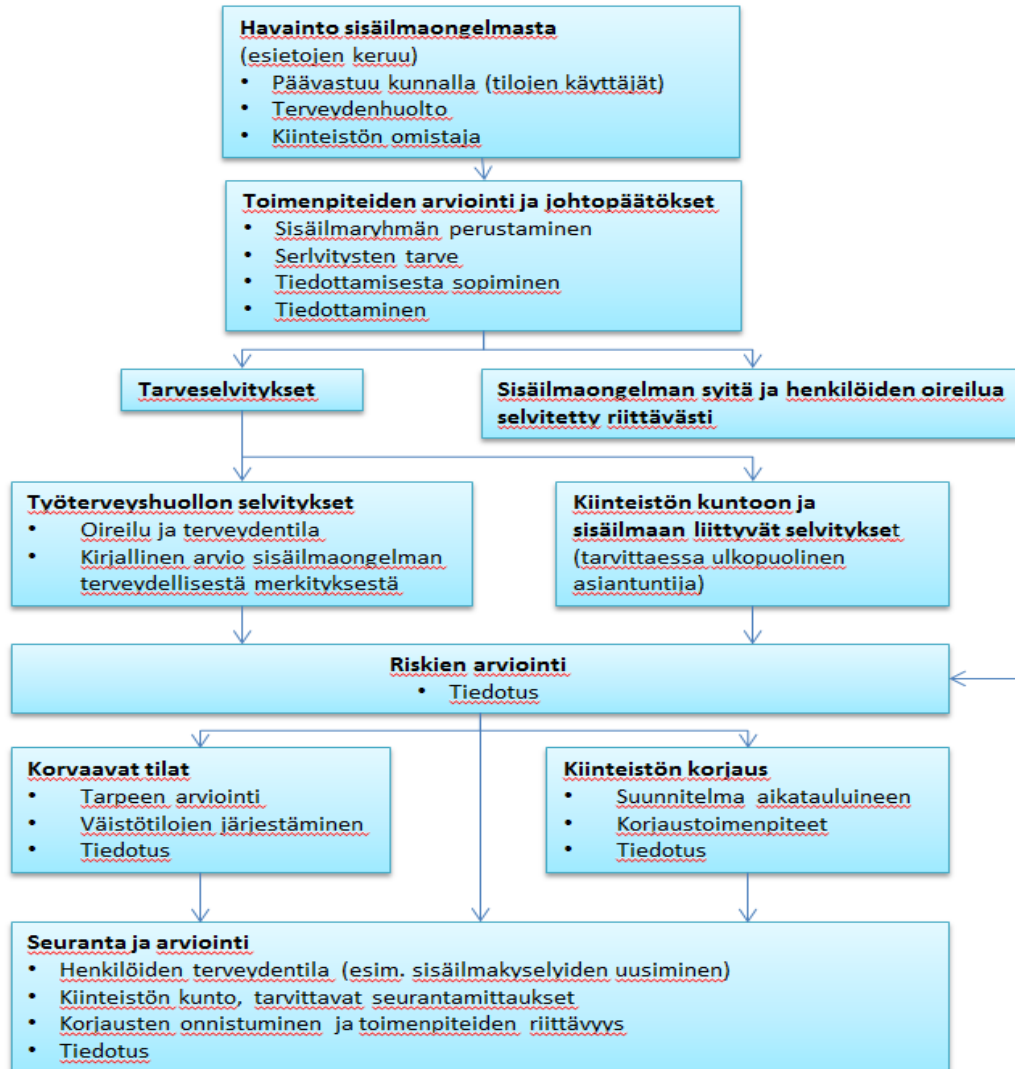 Havainto sisäilmaongelmasta
(esietojen keruu)
• Päävastuu kunnalla (tilojen käyttäjät)
• Terveydenhuolto
• Kiinteistön omistaja
Toimenpiteiden arviointi ja johtopäätökset
• Sisäilmaryhmän perustaminen
• Serlvitysten tarve
• Tiedottamisesta sopiminen
• Tiedottaminen
Tarveselvitykset
Sisäilmaongelman syitä ja henkilöiden oireilua
selvitetty riittävästi
Työterveyshuollon selvitykset
• Oireilu ja terveydentila
• Kirjallinen arvio sisäilmaongelman
terveydellisestä merkityksestä
Kiinteistön kuntoon ja
sisäilmaan liittyvät selvitykset
(tarvittaessa ulkopuolinen
asiantuntija)
Riskien arviointi
• Tiedotus
Korvaavat tilat
• Tarpeen arviointi
• Väistötilojen järjestäminen
• Tiedotus
Kiinteistön korjaus
• Suunnitelma aikatauluineen
• Korjaustoimenpiteet
• Tiedotus
Seuranta ja arviointi
• Henkilöiden terveydentila (esim. sisäilmakyselyiden uusiminen)
• Kiinteistön kunto, tarvittavat seurantamittaukset
• Korjausten onnistuminen ja toimenpiteiden riittävyys
• Tiedotus